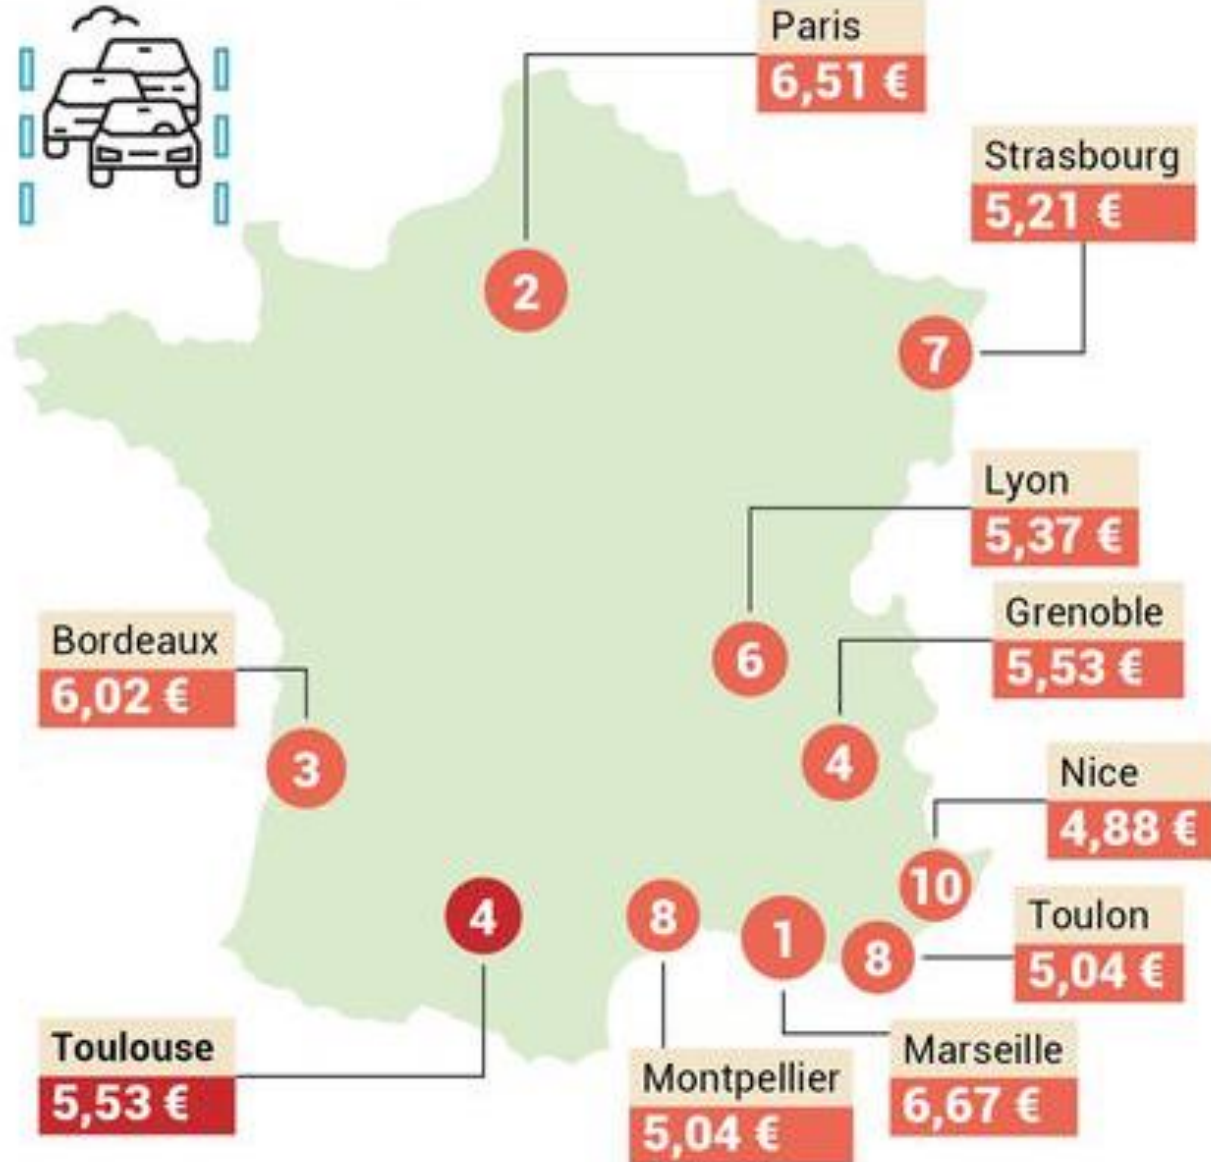 Paris
6,51 €
2
Strasbourg
5,21 €
7
Lyon
5,37 €
6
Grenoble
5,53 €
4
Bordeaux
6,02 €
3
Nice
4,88 €
10
Toulon
5,04 €
8
Marseille
6,67 €
1
Montpellier
5,04 €
8
Toulouse
5,53 €
4